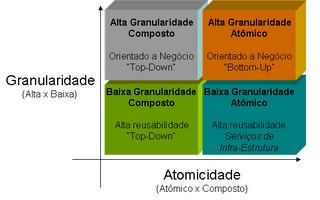 Granularidade
(Alta x Baixa)
Alta Granularidade
Composto
Orientado a Negócio
"Top-Down"
Alta Granularidade
Atômico
Orientado a Negócio
"Bottom-Up"
Baixa Granularidade
Composto
Alta reusabilidade
"Top-Down"
Baixa Granularidade
Atômico
Alta reusabilidade
Serviços de
Infra-Estrutura
Atomicidade
(Atômico x Composto)